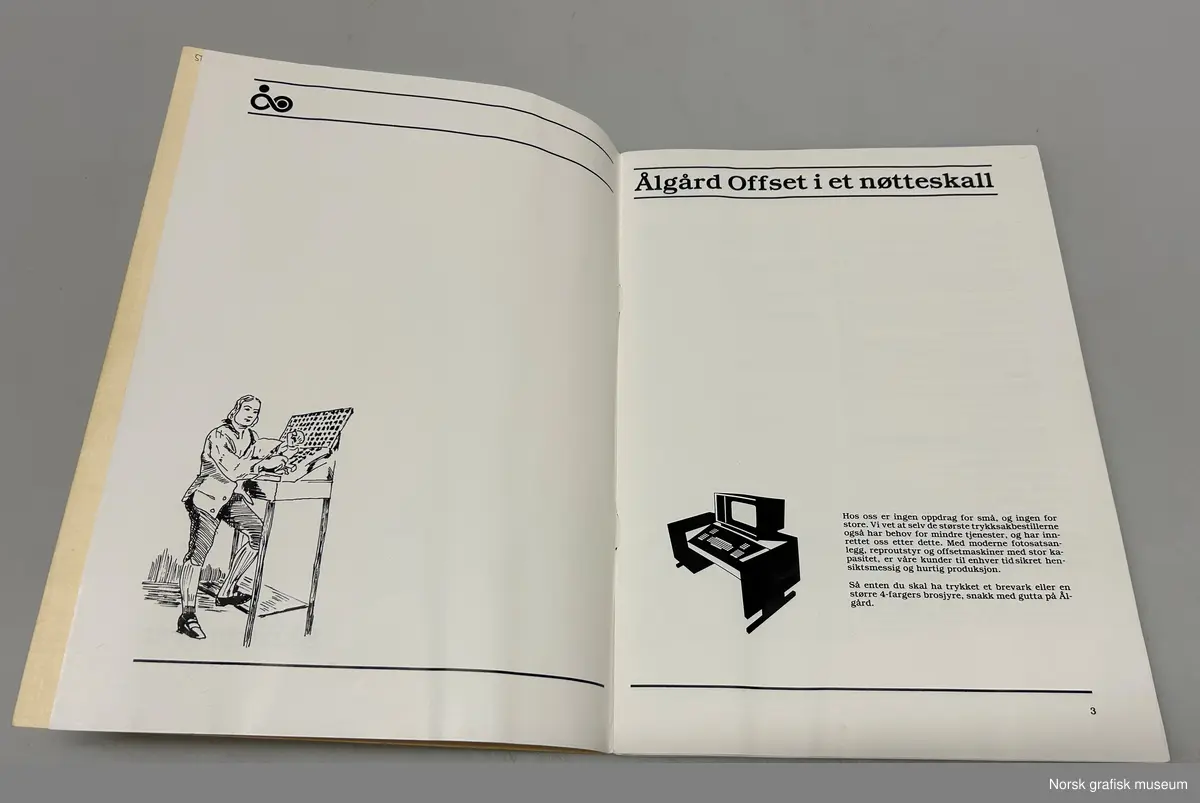 Ålgård Offset i et nøtteskall
Hos oss er ingen oppdrag for små, og ingen for
store. Vi vet at selv de største trykksakbestillerne
også har behov for mindre tjenester, og har inn-
rettet oss etter dette. Med moderne fotosatsan-
legg, reproutstyr og offsetmaskiner med stor ka-
pasitet, er våre kunder til enhver tid sikret hen-
siktsmessig og hurtig produksjon.
Så enten du skal ha trykket et brevark eller en
større 4-fargers brosjyre, snakk med gutta på Ål-
gård.
3
Norsk grafisk museum